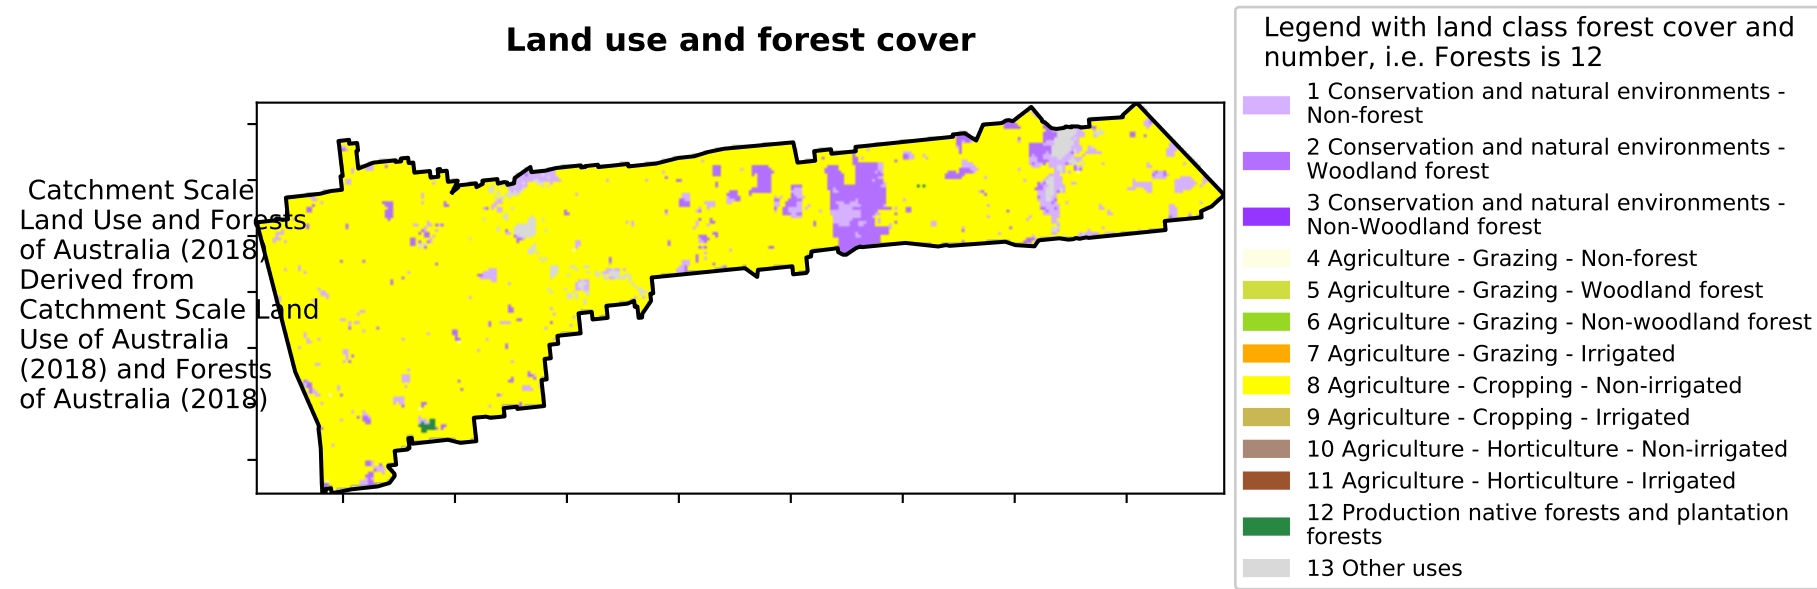 Land use and forest cover
Catchment Scale
Land Use and Forests
of Australia (2018)
Derived from
Catchment Scale Land
Use of Australia
(2018) and Forests
of Australia (2018)
Legend with land class forest cover and
number, i.e. Forests is 12
1 Conservation and natural environments -
Non-forest
2 Conservation and natural environments -
Woodland forest
3 Conservation and natural environments -
Non-Woodland forest
4 Agriculture - Grazing - Non-forest
5 Agriculture - Grazing - Woodland forest
6 Agriculture - Grazing - Non-woodland forest
7 Agriculture - Grazing - Irrigated
8 Agriculture - Cropping - Non-irrigated
9 Agriculture - Cropping - Irrigated
10 Agriculture - Horticulture - Non-irrigated
11 Agriculture - Horticulture - Irrigated
12 Production native forests and plantation
forests
13 Other uses